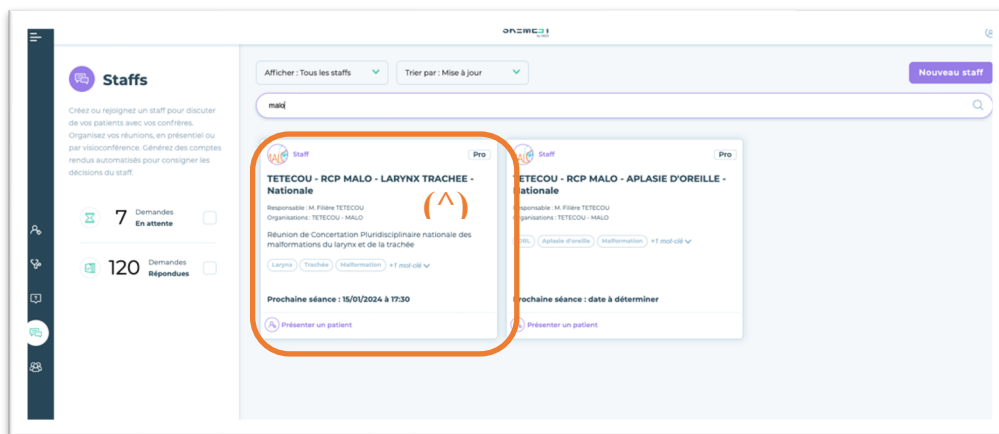 Staffs
Créez ou rejoignez un staff pour discuter
de vos patients avec vos confrères.
Organisez vos réunions, en présentiel ou
par visioconférence. Générez des comptes
rendus automatisés pour consigner les
décisions du staff.
7 Demandes
En attente
120 Demandes
Répondues
Afficher : Tous les staffs
Trier par : Mise à jour
Nouveau staff
malo
Staff
Pro
TETECOU - RCP MALO - LARYNX TRACHEE -
Nationale
Responsable : M. Filière TETECOU
Organisations : TETECOU - MALO
Réunion de Concertation Pluridisciplinaire nationale des
malformations du larynx et de la trachée
Larynx
Trachée
Malformation
+1 mot-clé
Prochaine séance : 15/01/2024 à 17:30
Présenter un patient
(^)
Staff
Pro
TETECOU - RCP MALO - APLASIE D'OREILLE -
Nationale
Responsable : M. Filière TETECOU
Organisations : TETECOU - MALO
Aplasie d'oreille
Malformation
+1 mot-clé
Prochaine séance : date à déterminer
Présenter un patient